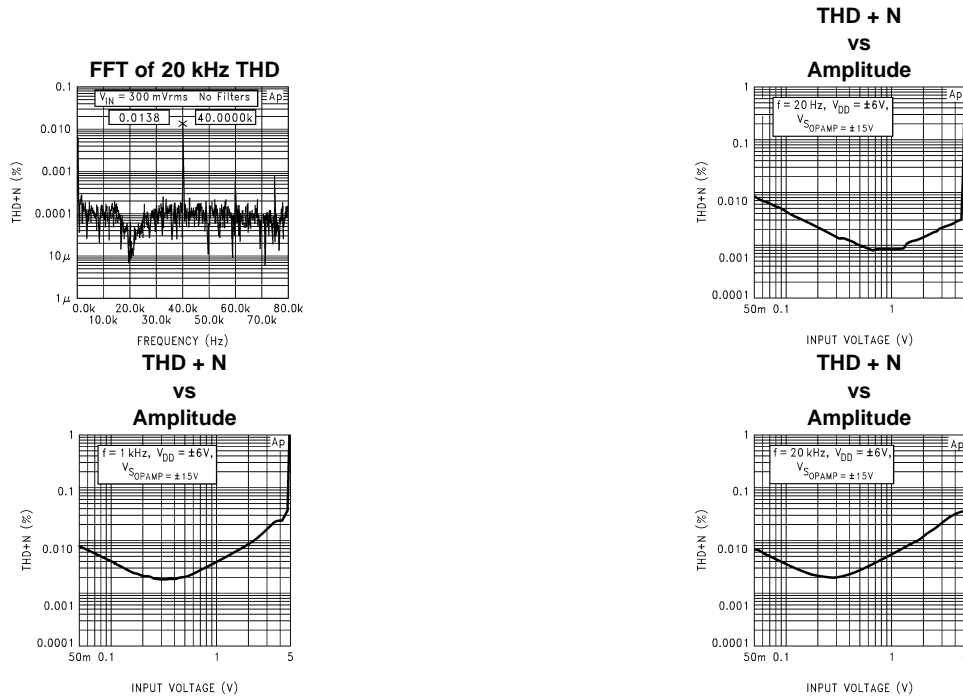 FFT of 20 kHz THD
0.1
V_IN = 300 mVrms No Filters
Ap
0.0138
40.0000k
0.010
0.001
0.0001
10 μ
1 μ
THD+N (%)
0.0k 20.0k 40.0k 60.0k 80.0k
10.0k 30.0k 50.0k 70.0k
FREQUENCY (Hz)
THD + N
vs
Amplitude
1
f = 20 Hz, V_DD = ±6V,
V_S_OPAMP = ±15V
Ap
0.1
0.010
0.001
0.0001
THD+N (%)
50m 0.1 1
INPUT VOLTAGE (V)
THD + N
vs
Amplitude
1
f = 1 kHz, V_DD = ±6V,
V_S_OPAMP = ±15V
Ap
0.1
0.010
0.001
0.0001
THD+N (%)
50m 0.1 1 5
INPUT VOLTAGE (V)
THD + N
vs
Amplitude
1
f = 20 kHz, V_DD = ±6V,
V_S_OPAMP = ±15V
Ap
0.1
0.010
0.001
0.0001
THD+N (%)
50m 0.1 1
INPUT VOLTAGE (V)